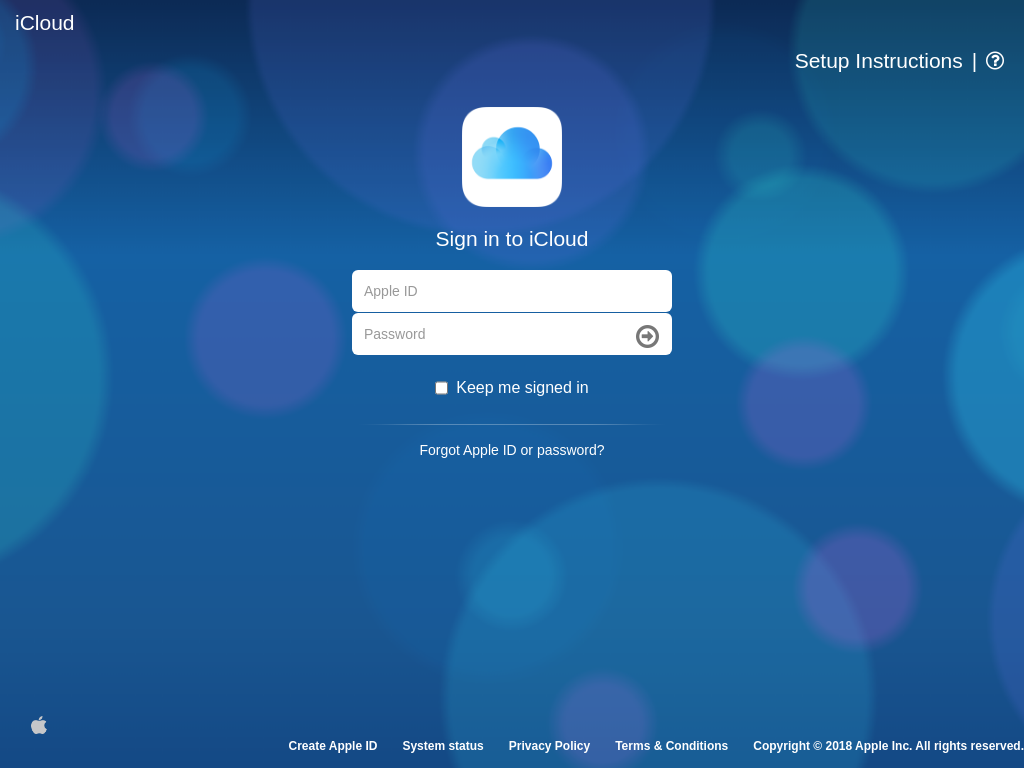 iCloud
Setup Instructions |
Sign in to iCloud
Apple ID
Password
Keep me signed in
Forgot Apple ID or password?
Create Apple ID System status Privacy Policy Terms & Conditions Copyright © 2018 Apple Inc. All rights reserved.